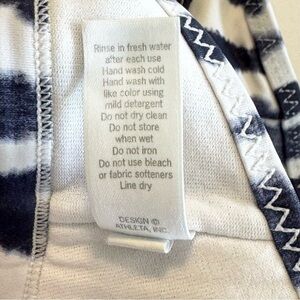 Rinse in fresh water
after each use
Hand wash cold
Hand wash with
like color using
mild detergent
Do not dry clean
Do not store
when wet
Do not iron
Do not use bleach
or fabric softeners
Line dry
DESIGN ©
ATHLETA, INC.